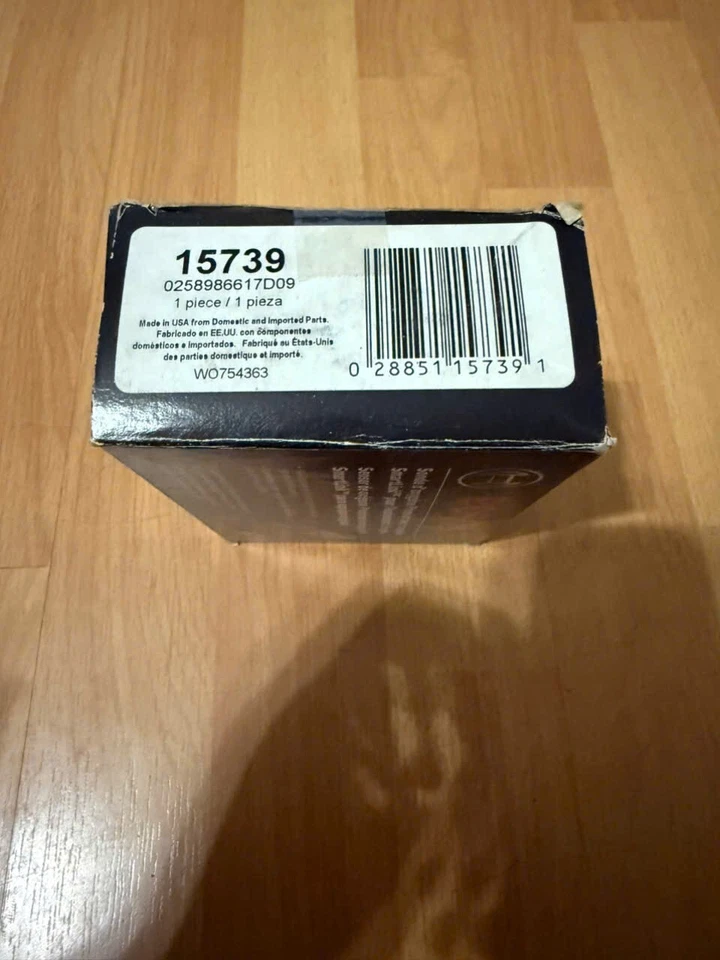 15739
0258986617D09
1 piece / 1 pieza
Made in USA from Domestic and Imported Parts.
Fabricado en EE.UU. con componentes
domésticos e importados. Fabriqué au États-Unis
des parties domestique et importé.
WO754363
0 28851 15739 1